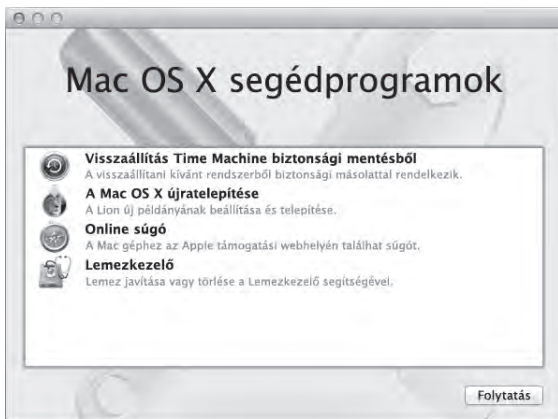 Mac OS X segédprogramok
Visszaállítás Time Machine biztonsági mentésből
A visszaállítani kívánt rendszerből biztonsági másolattal rendelkezik.
A Mac OS X újratelepítése
A Lion új példányának beállítása és telepítése.
Online súgó
A Mac géphez az Apple támogatási webhelyén találhat súgót.
Lemezkezelő
Lemez javítása vagy törlése a Lemezkezelő segítségével.
Folytatás